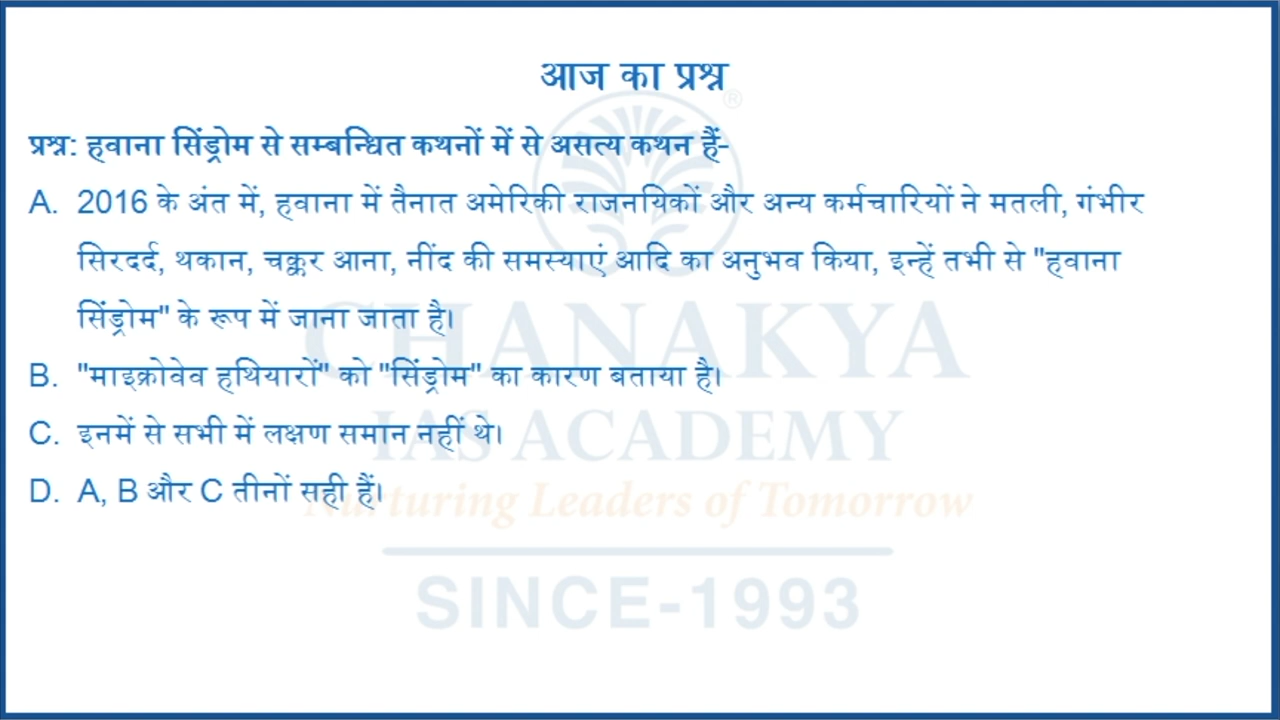 आज का प्रश्न
®
प्रश्न: हवाना सिंड्रोम से सम्बन्धित कथनों में से असत्य कथन हैं-
A. 2016 के अंत में, हवाना में तैनात अमेरिकी राजनयिकों और अन्य कर्मचारियों ने मतली, गंभीर
सिरदर्द, थकान, चक्कर आना, नींद की समस्याएं आदि का अनुभव किया, इन्हें तभी से "हवाना
सिंड्रोम" के रूप में जाना जाता है।
B. "माइक्रोवेव हथियारों" को "सिंड्रोम" का कारण बताया है।
C. इनमें से सभी में लक्षण समान नहीं थे।
D. A, B और C तीनों सही हैं।
CHANAKYA
IAS ACADEMY
Nurturing Leaders of Tomorrow
SINCE-1993